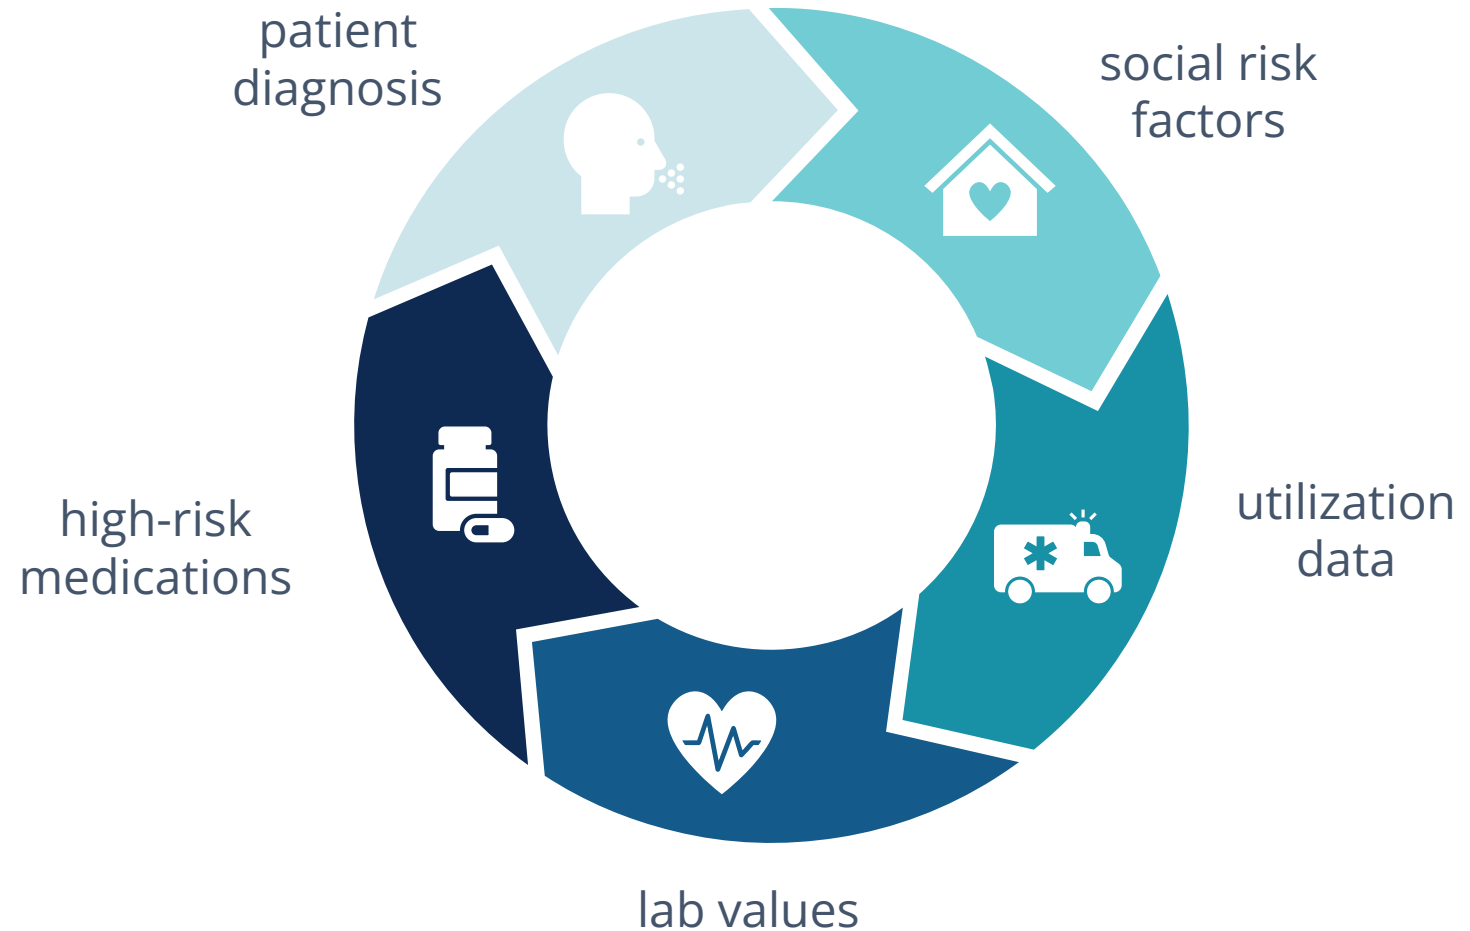 patient
diagnosis
social risk
factors
utilization
data
lab values
high-risk
medications